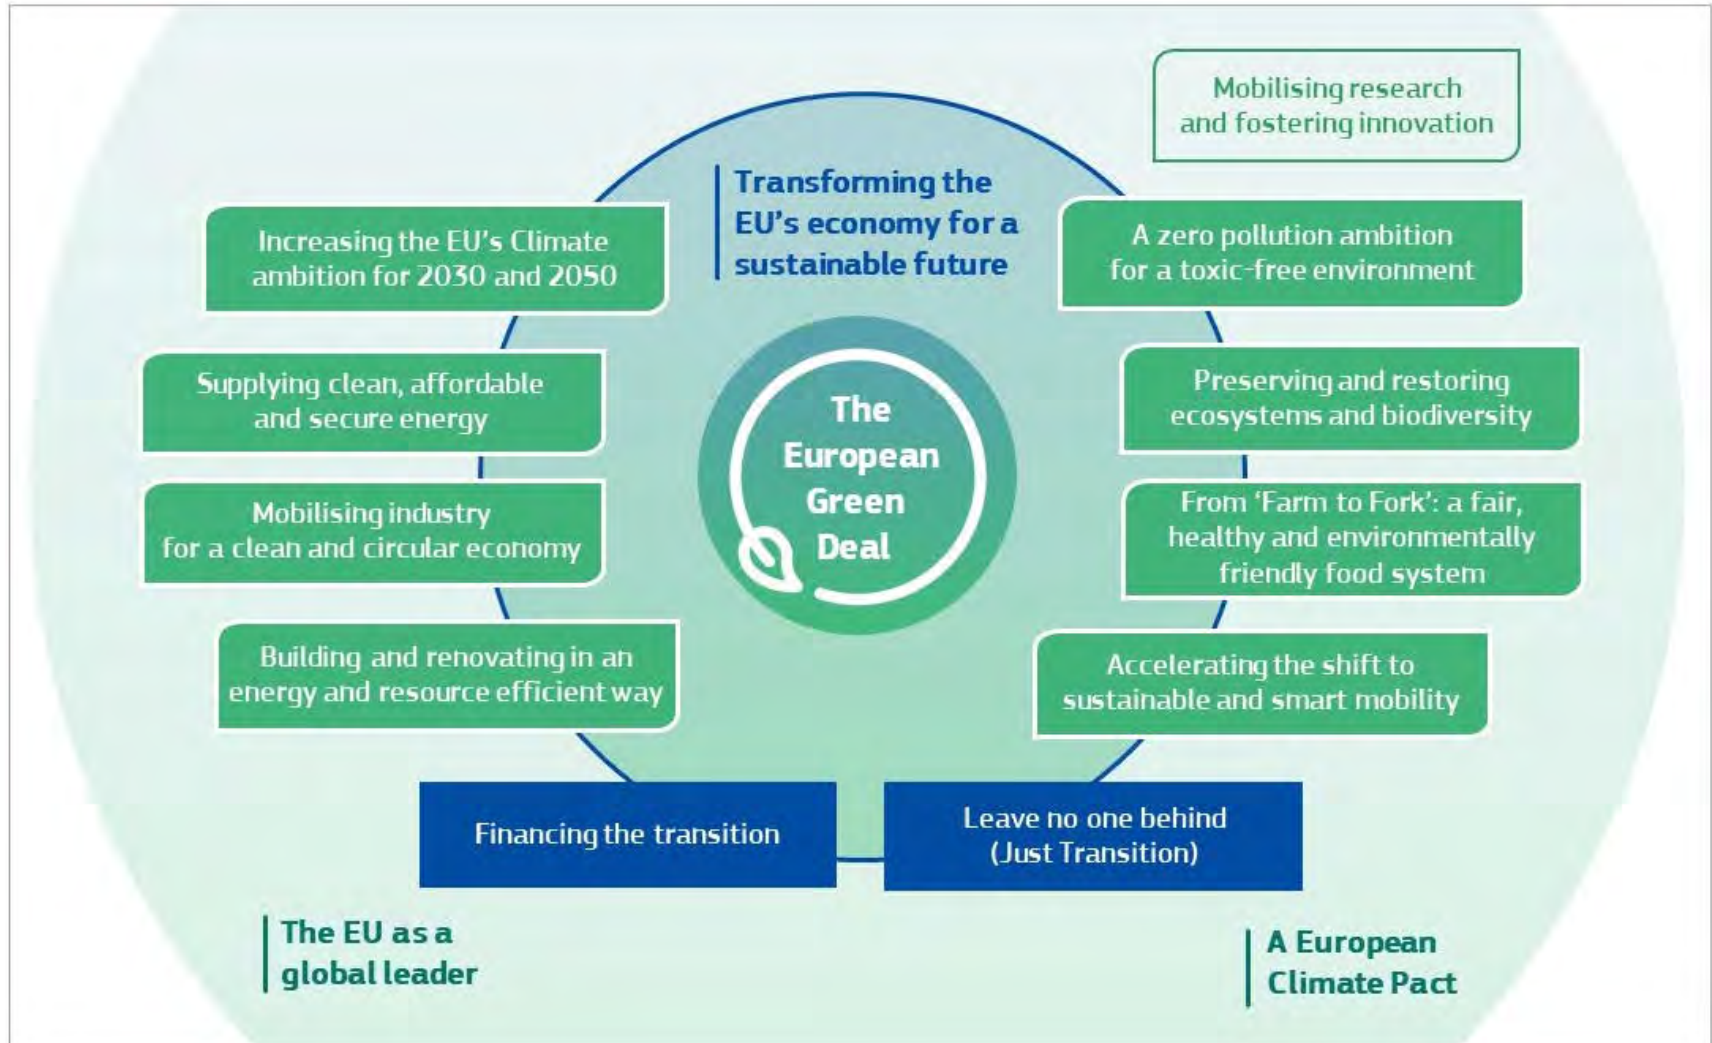 Mobilising research
and fostering innovation
Transforming the
EU's economy for a
sustainable future
Increasing the EU's Climate
ambition for 2030 and 2050
A zero pollution ambition
for a toxic-free environment
Supplying clean, affordable
and secure energy
Preserving and restoring
ecosystems and biodiversity
The
European
Green
Deal
Mobilising industry
for a clean and circular economy
From ‘Farm to Fork’: a fair,
healthy and environmentally
friendly food system
Building and renovating in an
energy and resource efficient way
Accelerating the shift to
sustainable and smart mobility
Financing the transition
Leave no one behind
(Just Transition)
The EU as a
global leader
A European
Climate Pact